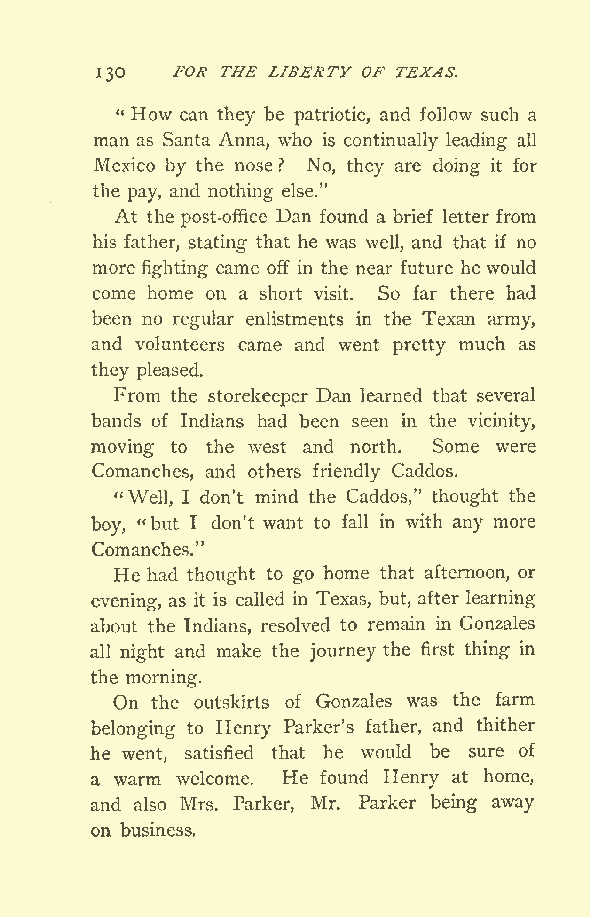 130 FOR THE LIBERTY OF TEXAS.
“How can they be patriotic, and follow such a
man as Santa Anna, who is continually leading all
Mexico by the nose? No, they are doing it for
the pay, and nothing else.”
At the post-office Dan found a brief letter from
his father, stating that he was well, and that if no
more fighting came off in the near future he would
come home on a short visit. So far there had
been no regular enlistments in the Texan army,
and volunteers came and went pretty much as
they pleased.
From the storekeeper Dan learned that several
bands of Indians had been seen in the vicinity,
moving to the west and north. Some were
Comanches, and others friendly Caddos.
“Well, I don’t mind the Caddos,” thought the
boy, “but I don’t want to fall in with any more
Comanches.”
He had thought to go home that afternoon, or
evening, as it is called in Texas, but, after learning
about the Indians, resolved to remain in Gonzales
all night and make the journey the first thing in
the morning.
On the outskirts of Gonzales was the farm
belonging to Henry Parker’s father, and thither
he went, satisfied that he would be sure of
a warm welcome. He found Henry at home,
and also Mrs. Parker, Mr. Parker being away
on business.